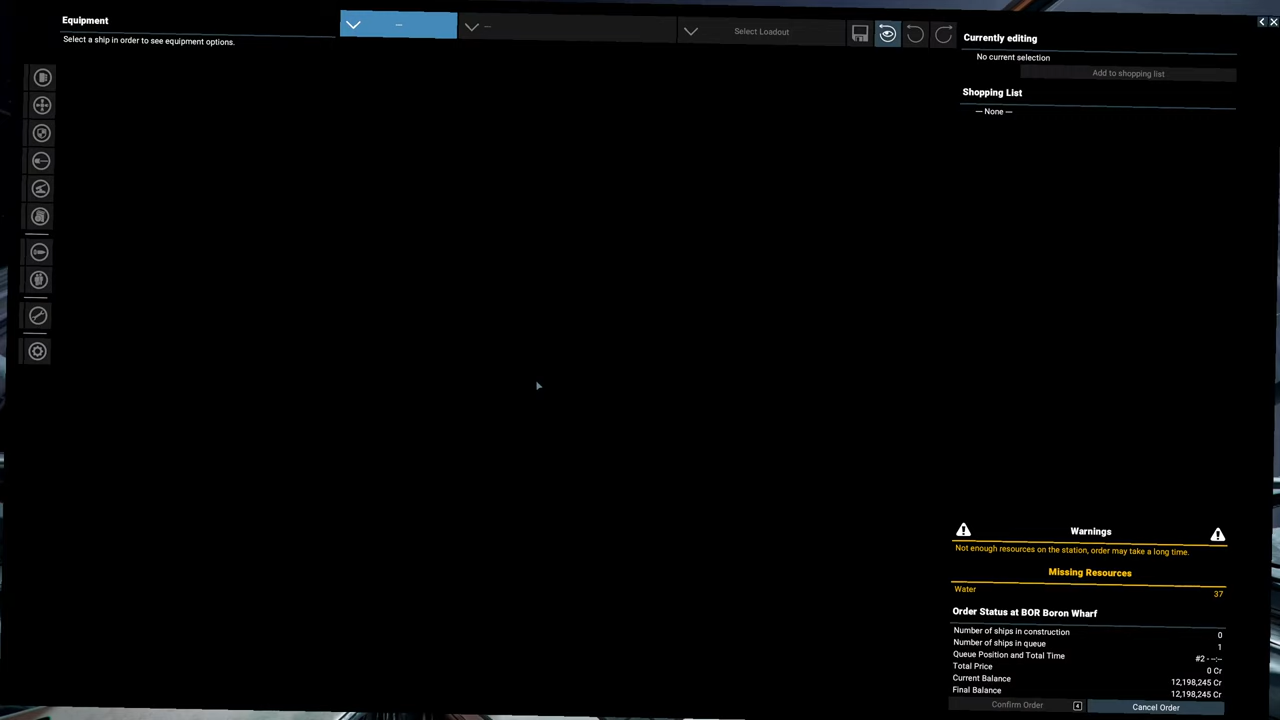 Equipment
Select a ship in order to see equipment options.
—
—
Select Loadout
Currently editing
No current selection
Add to shopping list
Shopping List
— None —
Warnings
Not enough resources on the station, order may take a long time.
Missing Resources
Water 37
Order Status at BOR Boron Wharf
Number of ships in construction 0
Number of ships in queue 1
Queue Position and Total Time #2 - --:--
Total Price 0 Cr
Current Balance 12,198,245 Cr
Final Balance 12,198,245 Cr
Confirm Order 4
Cancel Order